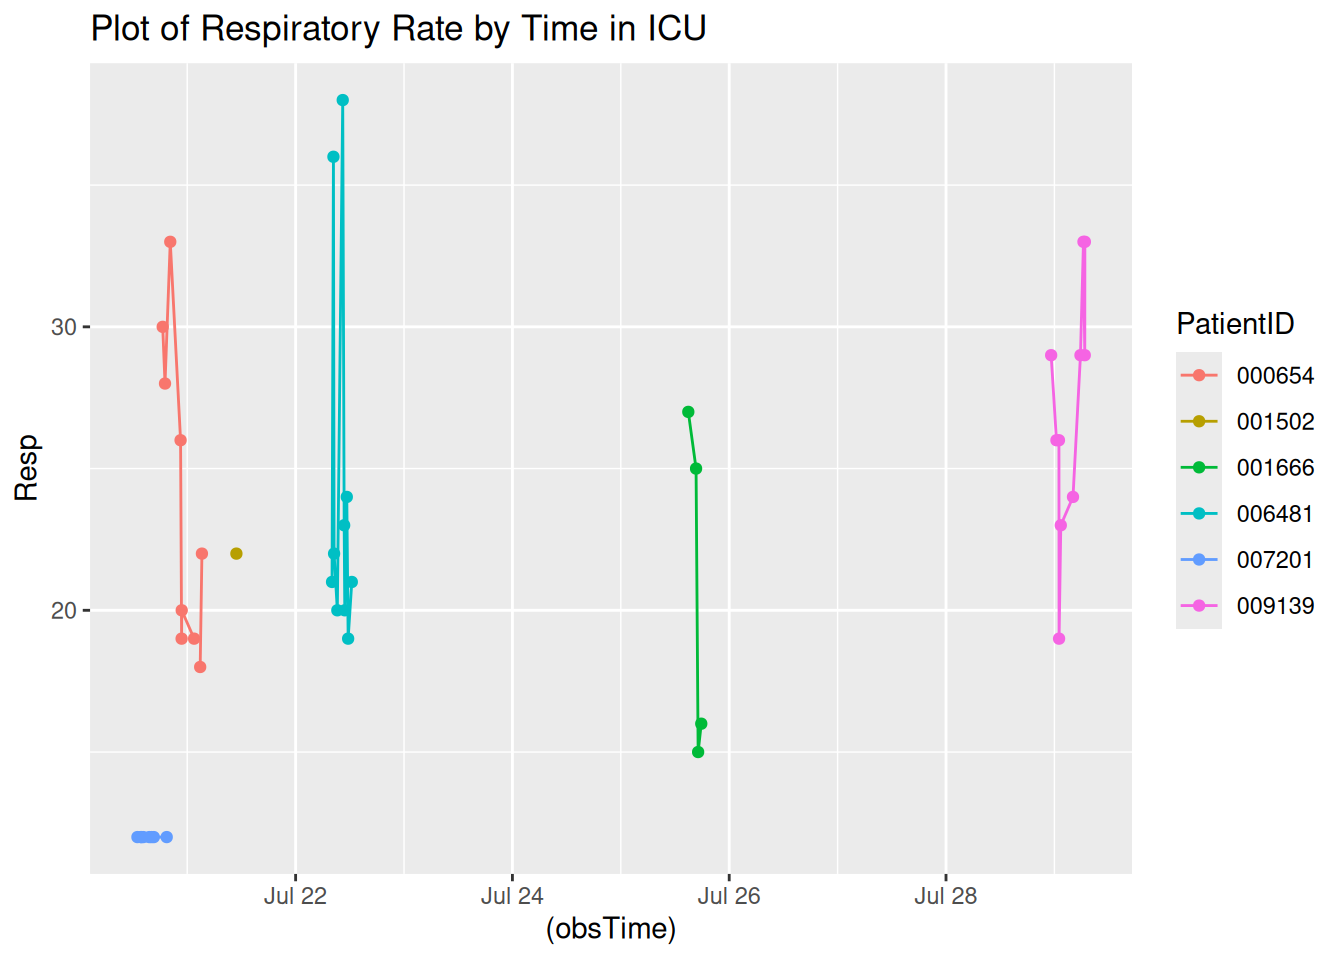 Plot of Respiratory Rate by Time in ICU
Resp
30
20
Jul 22
Jul 24
Jul 26
Jul 28
(obsTime)
PatientID
000654
001502
001666
006481
007201
009139